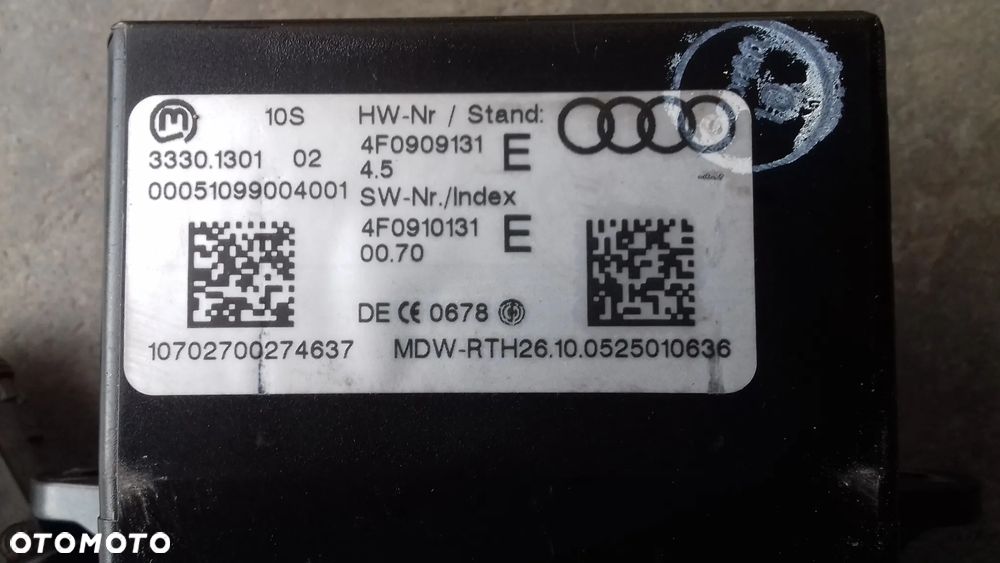 10S HW-Nr / Stand:
3330.1301 02 4F0909131 E
4.5
00051099004001 SW-Nr./Index
4F0910131 E
00.70
DE CE 0678
10702700274637 MDW-RTH26.10.0525010636
OTOMOTO